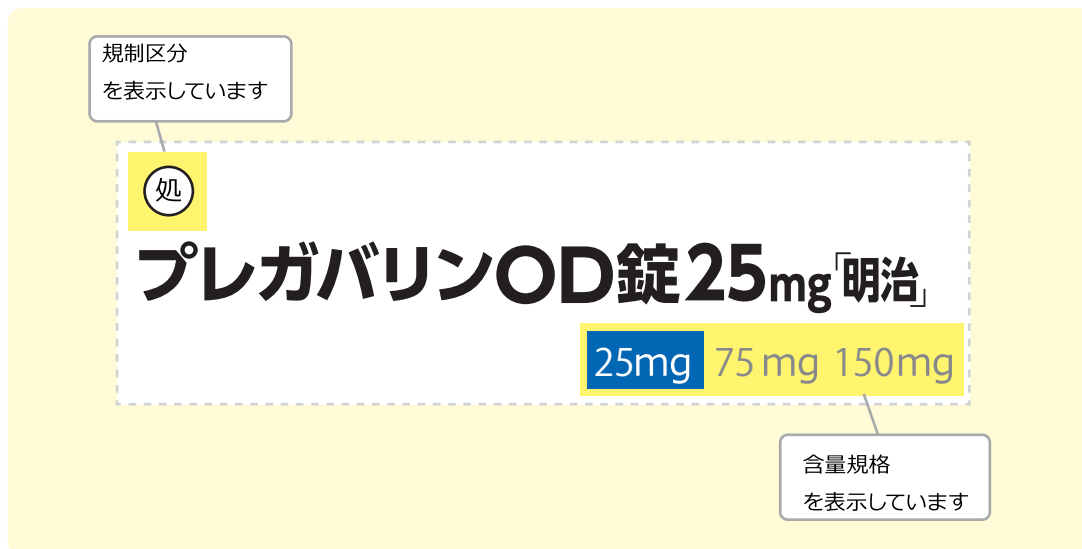 規制区分
を表示しています
処
プレガバリンOD錠25mg「明治」
25mg 75mg 150mg
含量規格
を表示しています